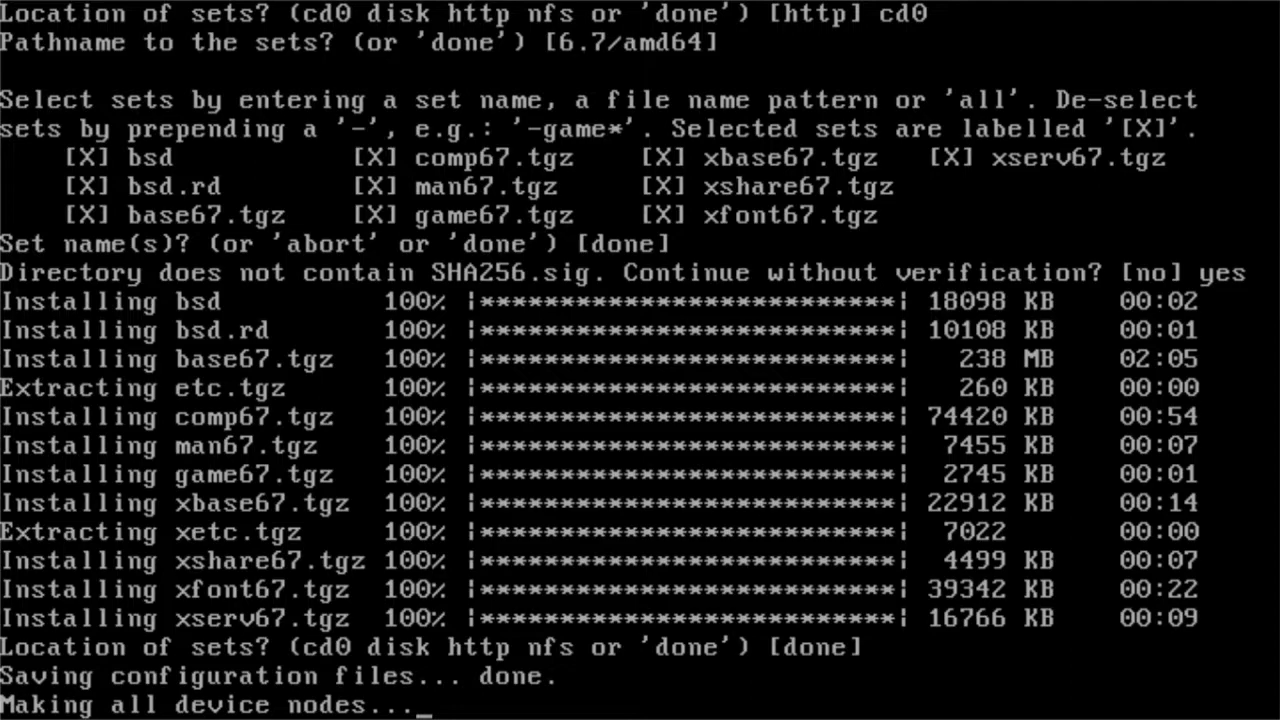 Location of sets? (cd0 disk http nfs or 'done') [http] cd0
Pathname to the sets? (or 'done') [6.7/amd64]
Select sets by entering a set name, a file name pattern or 'all'. De-select
sets by prepending a '-', e.g.: '-game*'. Selected sets are labelled '[X]'.
[X] bsd [X] comp67.tgz [X] xbase67.tgz [X] xserv67.tgz
[X] bsd.rd [X] man67.tgz [X] xshare67.tgz
[X] base67.tgz [X] game67.tgz [X] xfont67.tgz
Set name(s)? (or 'abort' or 'done') [done]
Directory does not contain SHA256.sig. Continue without verification? [no] yes
Installing bsd 100% |**************************| 18098 KB 00:02
Installing bsd.rd 100% |**************************| 10108 KB 00:01
Installing base67.tgz 100% |**************************| 238 MB 02:05
Extracting etc.tgz 100% |**************************| 260 KB 00:00
Installing comp67.tgz 100% |**************************| 74420 KB 00:54
Installing man67.tgz 100% |**************************| 7455 KB 00:07
Installing game67.tgz 100% |**************************| 2745 KB 00:01
Installing xbase67.tgz 100% |**************************| 22912 KB 00:14
Extracting xetc.tgz 100% |**************************| 7022 00:00
Installing xshare67.tgz 100% |**************************| 4499 KB 00:07
Installing xfont67.tgz 100% |**************************| 39342 KB 00:22
Installing xserv67.tgz 100% |**************************| 16766 KB 00:09
Location of sets? (cd0 disk http nfs or 'done') [done]
Saving configuration files... done.
Making all device nodes..._